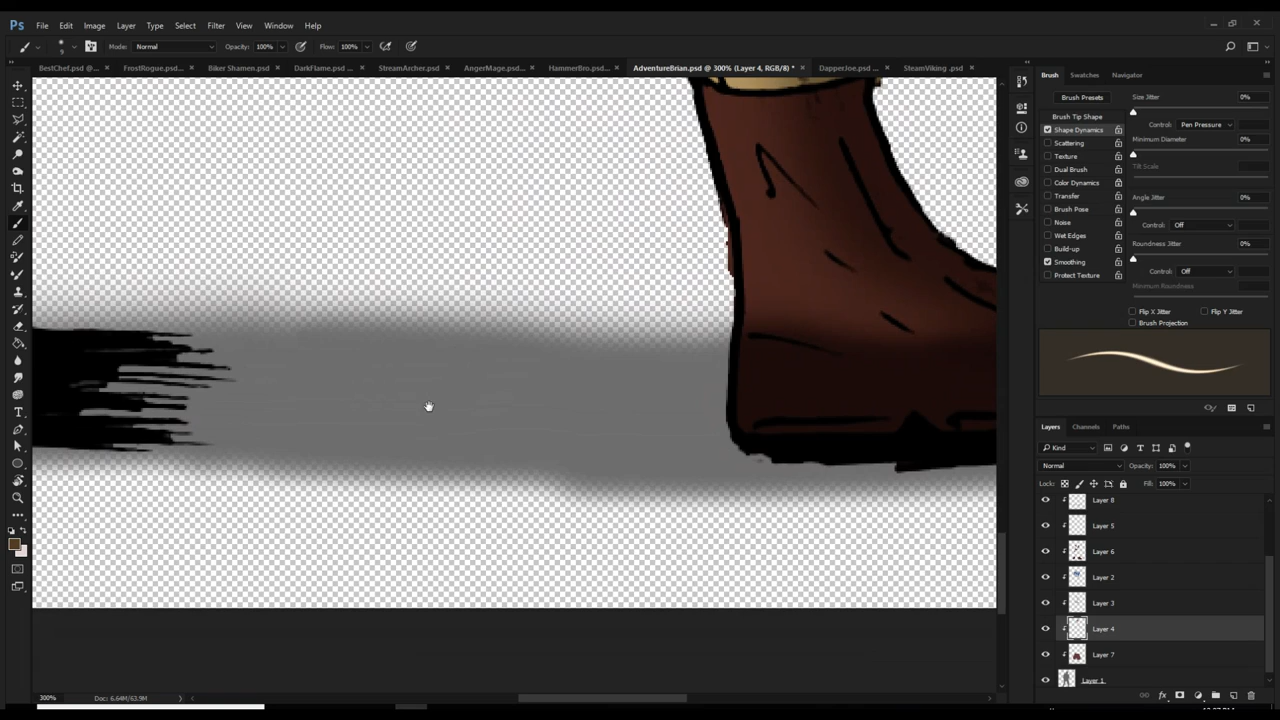 Ps File Edit Image Layer Type Select Filter View Window Help
Mode: Normal Opacity: 100% Flow: 100%
BestChef.psd @... × FrostRogue.psd... × Biker Shamen.psd × DarkFlame.psd ... × StreamArcher.psd × AngerMage.psd... × HammerBro.psd... × AdventureBrian.psd @ 300% (Layer 4, RGB/8) * × DapperJoe.psd ... × SteamViking .psd ×
Brush Swatches Navigator
Brush Presets Size Jitter 0%
Brush Tip Shape
Control: Pen Pressure
Shape Dynamics
Minimum Diameter 0%
Scattering
Texture
Tilt Scale
Dual Brush
Color Dynamics
Transfer
Angle Jitter 0%
Brush Pose
Noise
Control: Off
Wet Edges
Roundness Jitter 0%
Build-up
Smoothing
Control: Off
Protect Texture
Minimum Roundness
Flip X Jitter Flip Y Jitter
Brush Projection
Layers Channels Paths
Kind
Normal Opacity: 100%
Lock: Fill: 100%
Layer 8
Layer 5
Layer 6
Layer 2
Layer 3
Layer 4
Layer 7
Layer 1
300% Doc: 6.64M/63.9M
fx